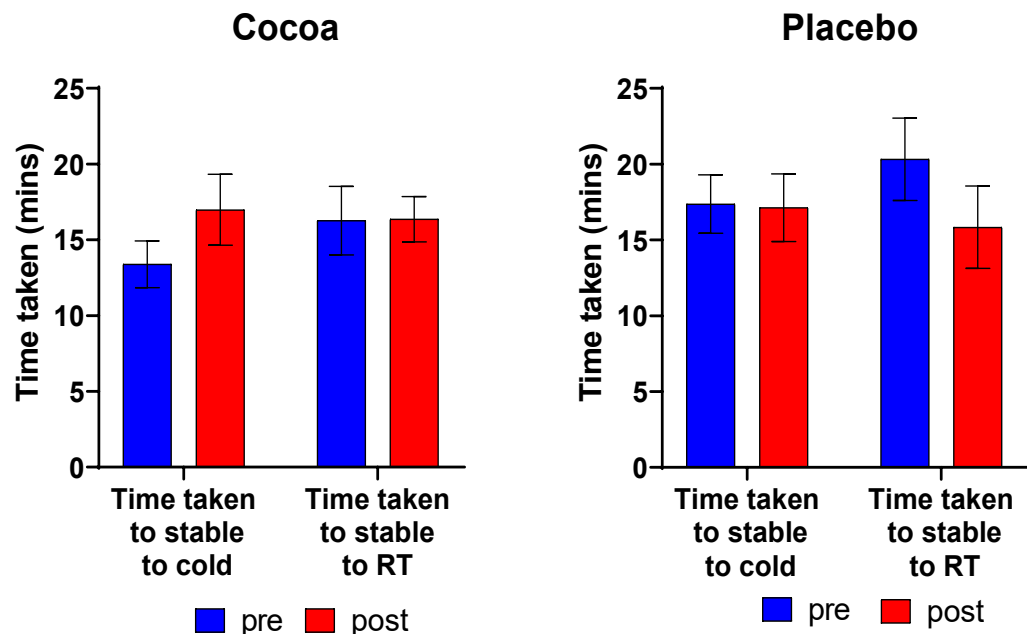 Cocoa
Time taken (mins)
25
20
15
10
5
0
Time taken
to stable
to cold
Time taken
to stable
to RT
pre
post
Placebo
Time taken (mins)
25
20
15
10
5
0
Time taken
to stable
to cold
Time taken
to stable
to RT
pre
post